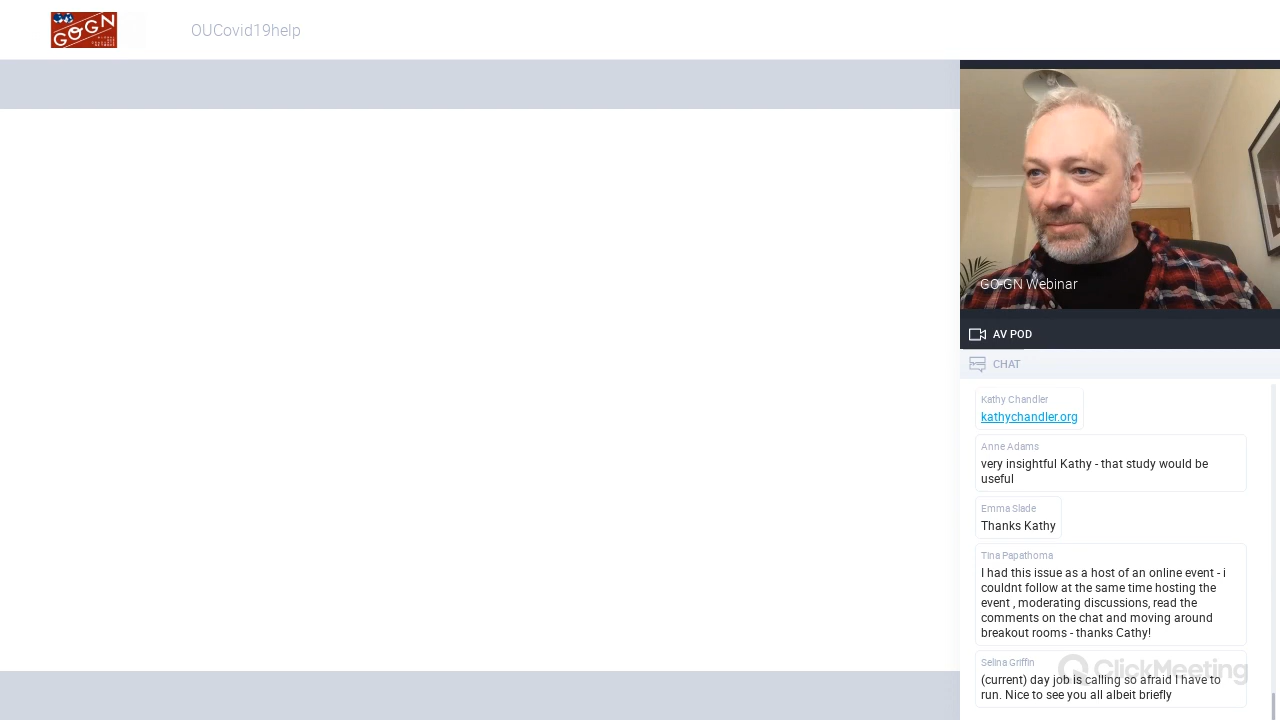 GOGN
OUCovid19help
GO-GN Webinar
AV POD
CHAT
Kathy Chandler
kathychandler.org
Anne Adams
very insightful Kathy - that study would be
useful
Emma Slade
Thanks Kathy
Tina Papathoma
I had this issue as a host of an online event - i
couldnt follow at the same time hosting the
event , moderating discussions, read the
comments on the chat and moving around
breakout rooms - thanks Cathy!
Selina Griffin
ClickMeeting
(current) day job is calling so afraid I have to
run. Nice to see you all albeit briefly